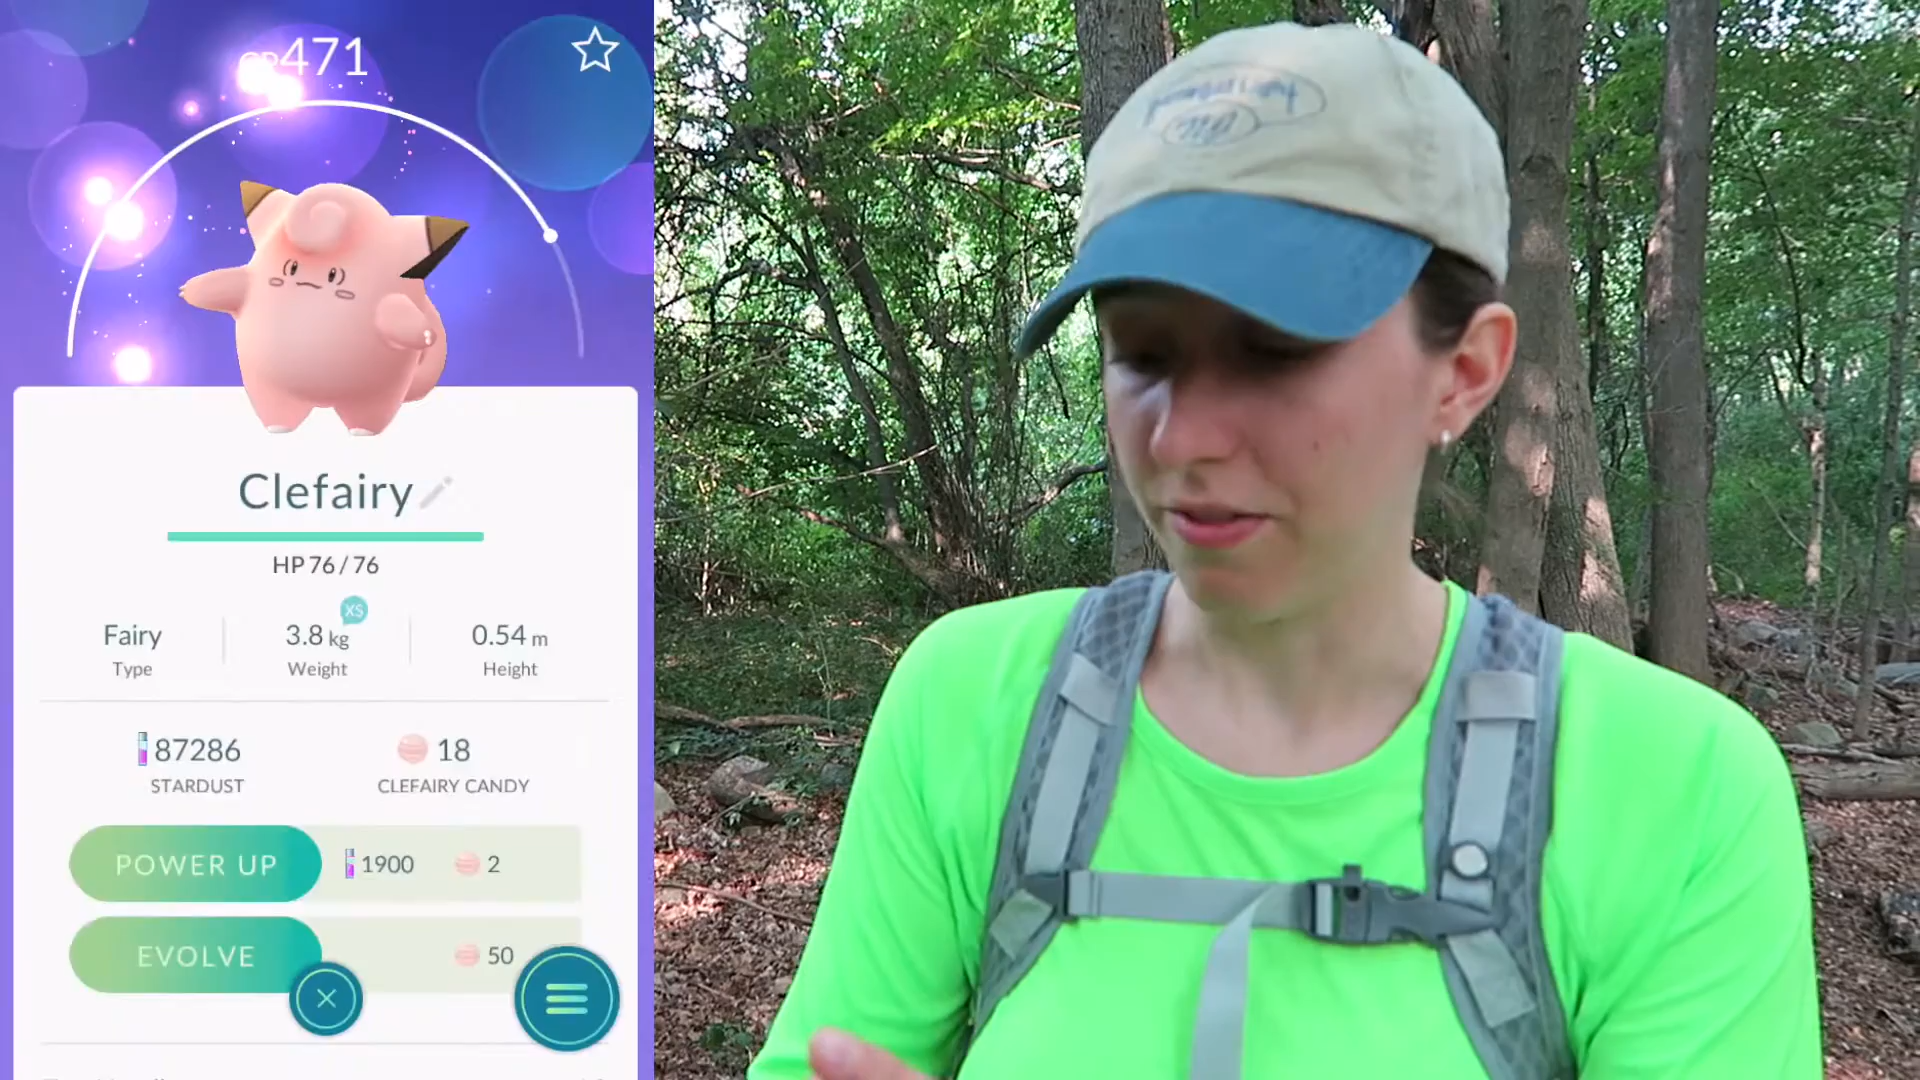 CP471
Clefairy
HP 76 / 76
XS
Fairy
3.8 kg
0.54 m
Type
Weight
Height
87286
18
STARDUST
CLEFAIRY CANDY
POWER UP
1900
2
EVOLVE
50